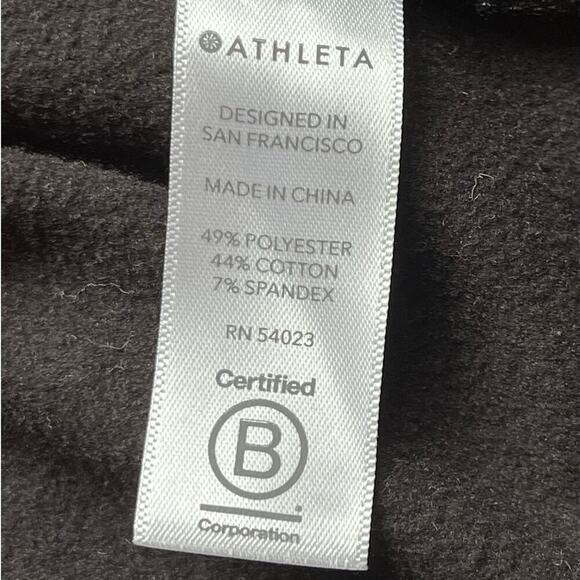 ATHLETA
DESIGNED IN
SAN FRANCISCO
MADE IN CHINA
49% POLYESTER
44% COTTON
7% SPANDEX
RN 54023
Certified
B
Corporation